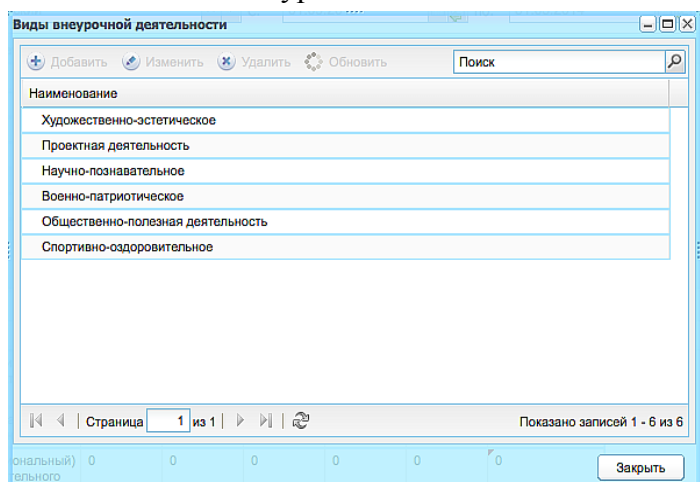 Виды внеурочной деятельности
Добавить Изменить Удалить Обновить Поиск
Наименование
Художественно-эстетическое
Проектная деятельность
Научно-познавательное
Военно-патриотическое
Общественно-полезная деятельность
Спортивно-оздоровительное
Страница 1 из 1 Показано записей 1 - 6 из 6
ональный) 0 0 0 0 0 0
тельного
Закрыть